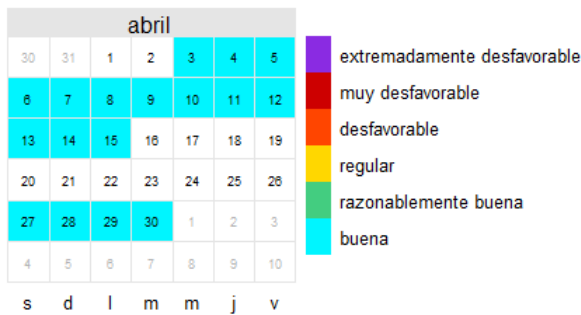 abril
30 31 1 2 3 4 5
6 7 8 9 10 11 12
13 14 15 16 17 18 19
20 21 22 23 24 25 26
27 28 29 30 1 2 3
4 5 6 7 8 9 10
s d l m m j v
extremadamente desfavorable
muy desfavorable
desfavorable
regular
razonablemente buena
buena